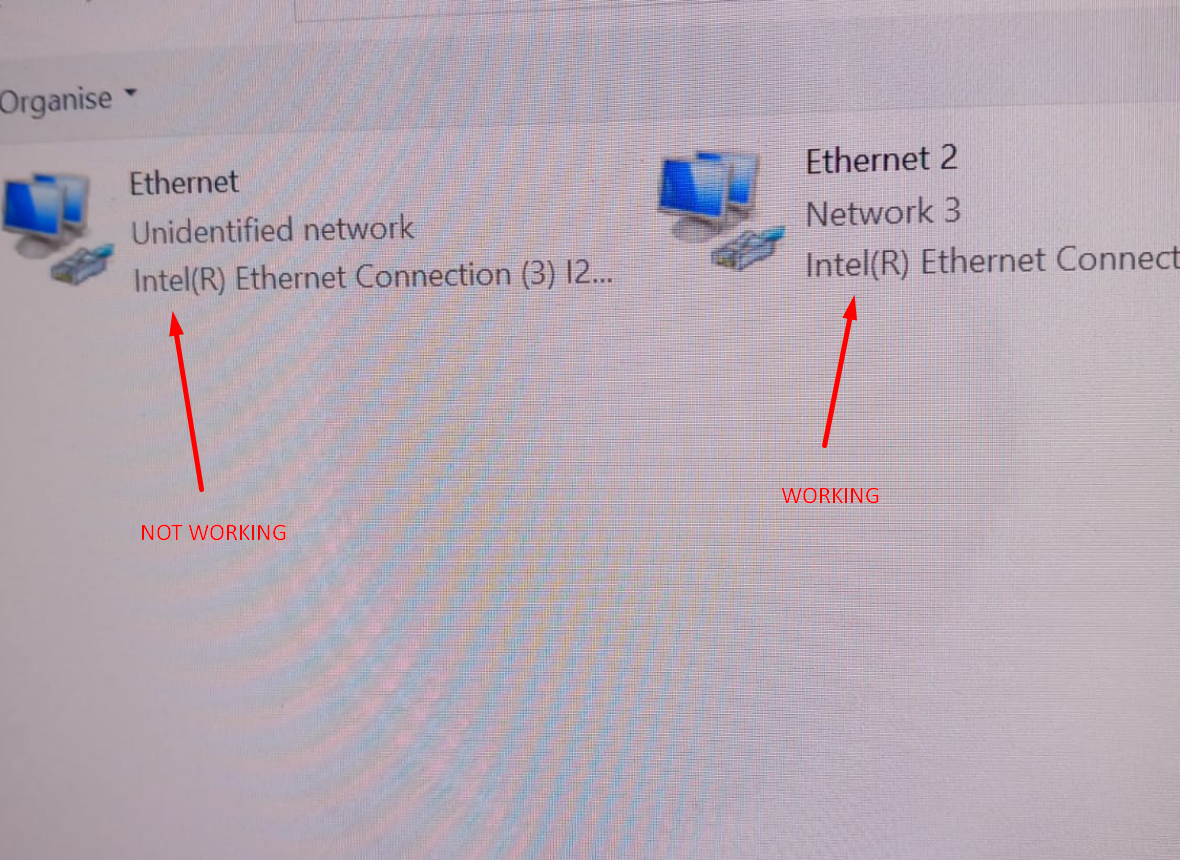 Organise
Ethernet
Unidentified network
Intel(R) Ethernet Connection (3) I2...
Ethernet 2
Network 3
Intel(R) Ethernet Connect
NOT WORKING
WORKING